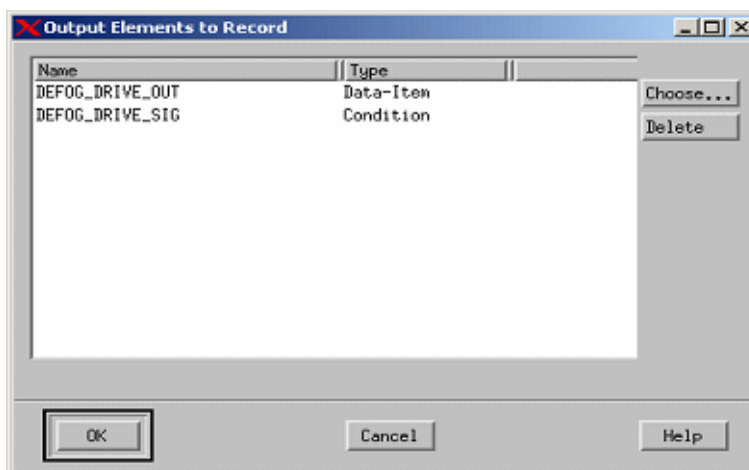 Output Elements to Record
Name Type
DEFOG_DRIVE_OUT Data-Item
DEFOG_DRIVE_SIG Condition
Choose...
Delete
OK Cancel Help